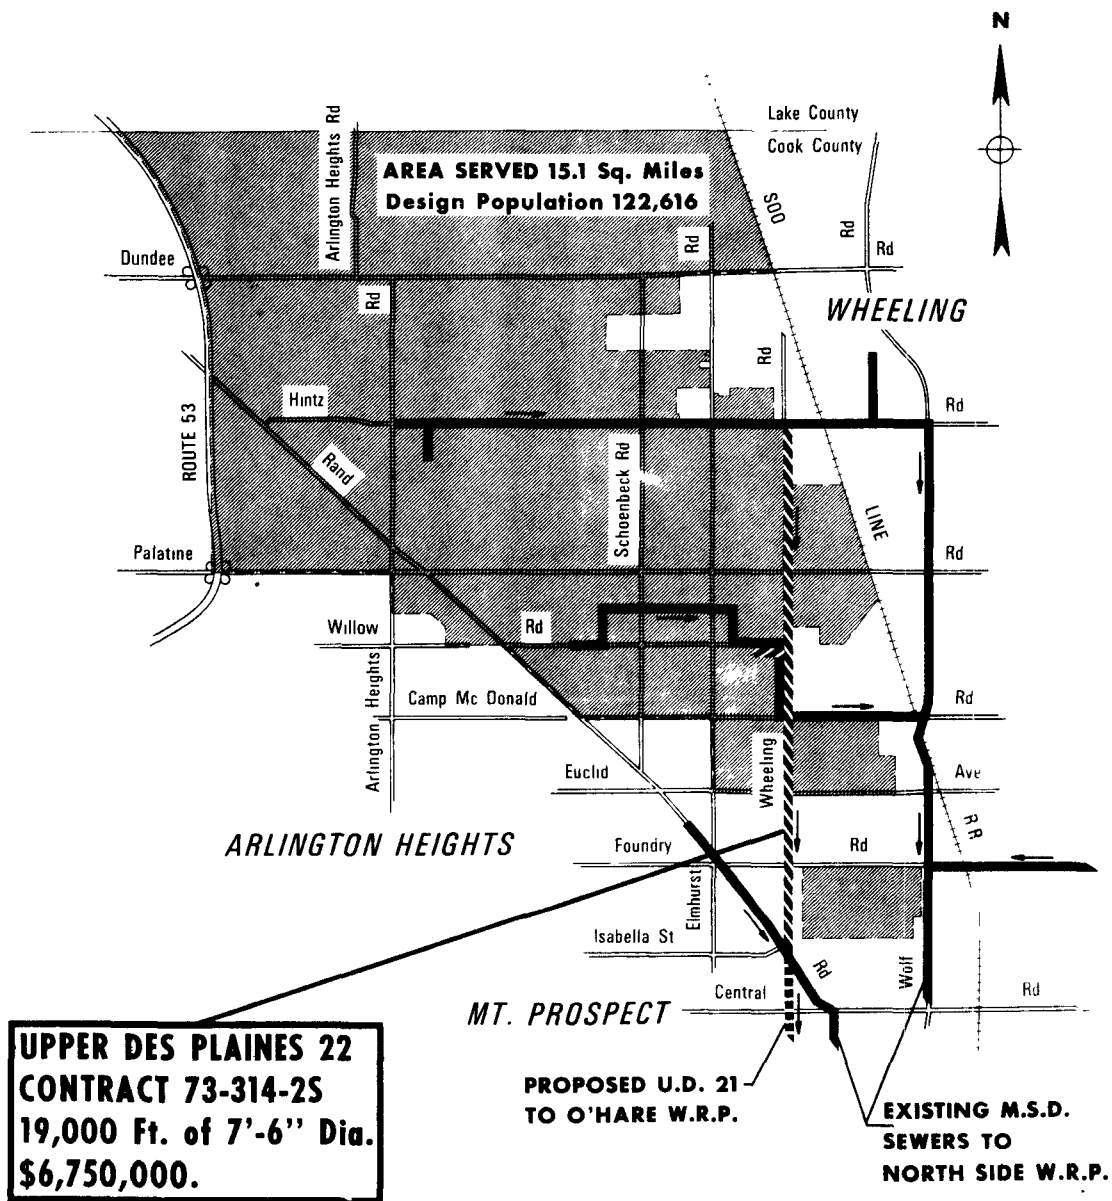 N
Lake County
Cook County
Arlington Heights Rd
AREA SERVED 15.1 Sq. Miles
Design Population 122,616
SOO
Rd
Rd
Rd
Dundee
Rd
WHEELING
Rd
Hintz
Rd
ROUTE 53
Rand
Schoenbeck Rd
LINE
Palatine
Rd
Willow
Rd
Arlington Heights
Camp Mc Donald
Rd
Wheeling
Euclid
Ave
RR
ARLINGTON HEIGHTS
Foundry
Rd
Elmhurst
Isabella St
Rd
Wolf
Central
Rd
MT. PROSPECT
UPPER DES PLAINES 22
CONTRACT 73-314-2S
19,000 Ft. of 7'-6" Dia.
$6,750,000.
PROPOSED U.D. 21
TO O'HARE W.R.P.
EXISTING M.S.D.
SEWERS TO
NORTH SIDE W.R.P.